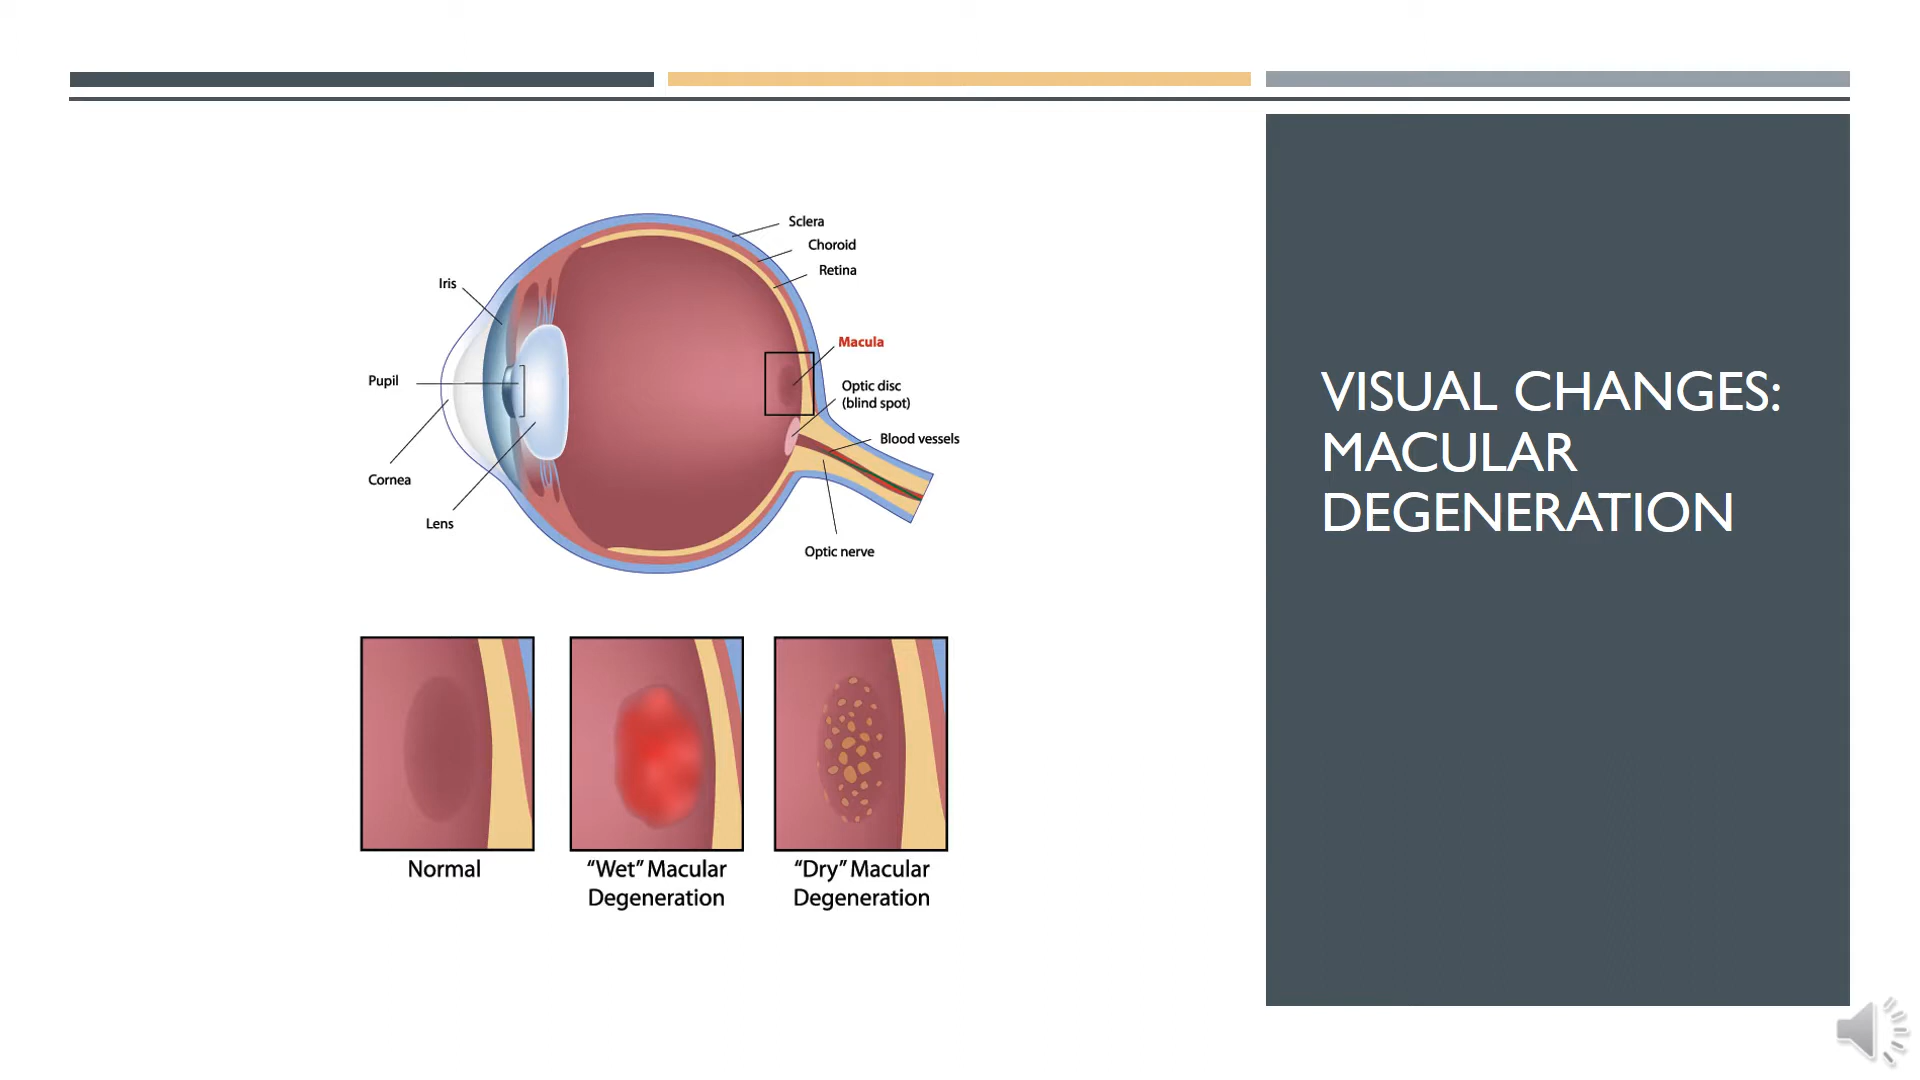 Sclera
Choroid
Retina
Iris
Macula
Pupil
Optic disc
(blind spot)
Blood vessels
Cornea
Lens
Optic nerve
Normal
“Wet” Macular
Degeneration
“Dry” Macular
Degeneration
VISUAL CHANGES:
MACULAR
DEGENERATION